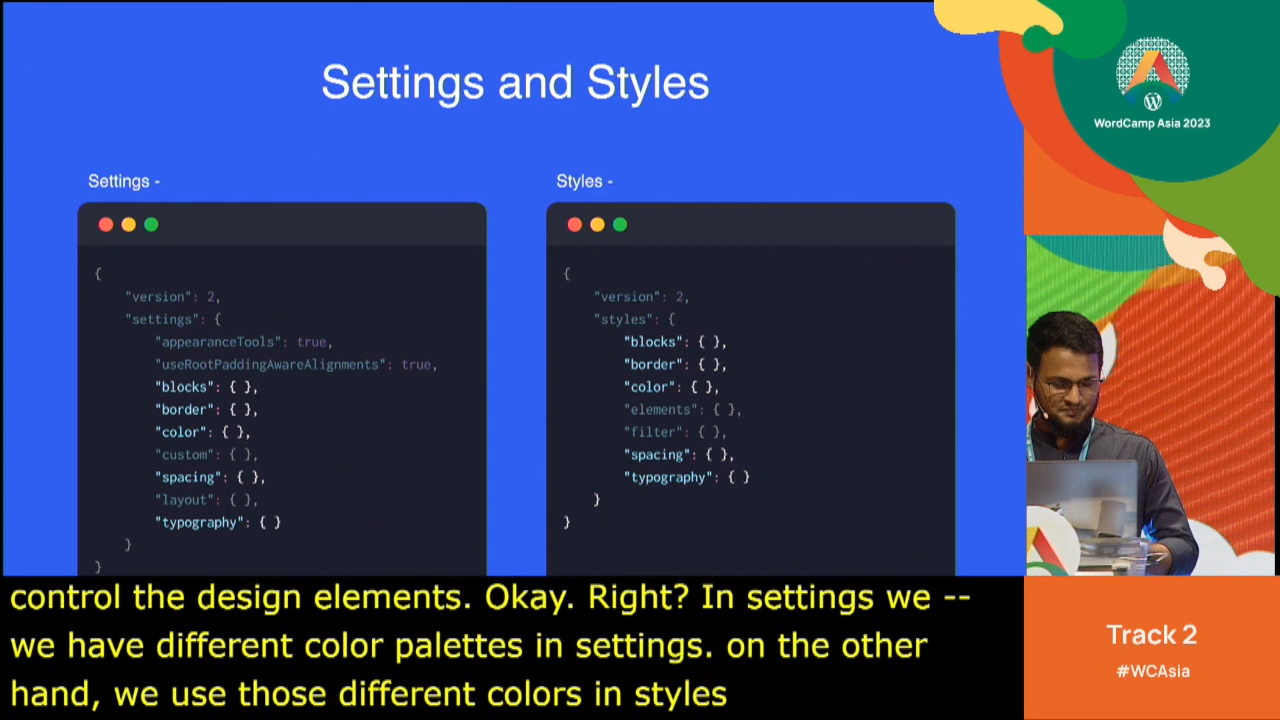 Settings and Styles
Settings -
{
"version": 2,
"settings": {
"appearanceTools": true,
"useRootPaddingAwareAlignments": true,
"blocks": { },
"border": { },
"color": { },
"custom": { },
"spacing": { },
"layout": { },
"typography": { }
}
}
Styles -
{
"version": 2,
"styles": {
"blocks": { },
"border": { },
"color": { },
"elements": { },
"filter": { },
"spacing": { },
"typography": { }
}
}
WordCamp Asia 2023
control the design elements. Okay. Right? In settings we --
we have different color palettes in settings. on the other
hand, we use those different colors in styles
Track 2
#WCAsia